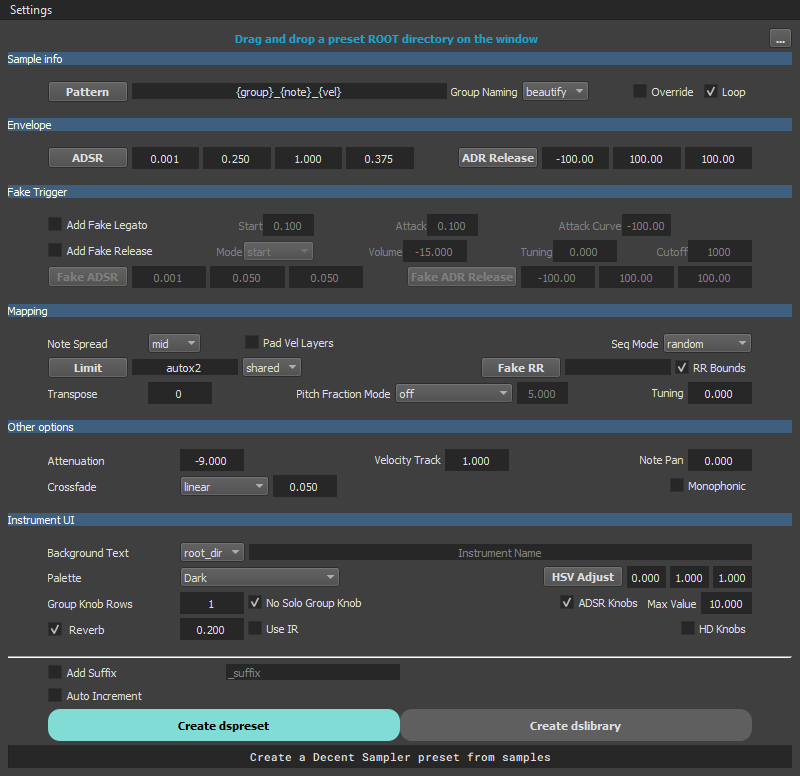 Settings
Drag and drop a preset ROOT directory on the window ...
Sample info
Pattern {group}_{note}_{vel} Group Naming beautify Override Loop
Envelope
ADSR 0.001 0.250 1.000 0.375 ADR Release -100.00 100.00 100.00
Fake Trigger
Add Fake Legato Start 0.100 Attack 0.100 Attack Curve -100.00
Add Fake Release Mode start Volume -15.000 Tuning 0.000 Cutoff 1000
Fake ADSR 0.001 0.050 0.050 Fake ADR Release -100.00 100.00 100.00
Mapping
Note Spread mid Pad Vel Layers Seq Mode random
Limit autox2 shared Fake RR RR Bounds
Transpose 0 Pitch Fraction Mode off 5.000 Tuning 0.000
Other options
Attenuation -9.000 Velocity Track 1.000 Note Pan 0.000
Crossfade linear 0.050 Monophonic
Instrument UI
Background Text root_dir Instrument Name
Palette Dark HSV Adjust 0.000 1.000 1.000
Group Knob Rows 1 No Solo Group Knob ADSR Knobs Max Value 10.000
Reverb 0.200 Use IR HD Knobs
Add Suffix _suffix
Auto Increment
Create dspreset Create dslibrary
Create a Decent Sampler preset from samples